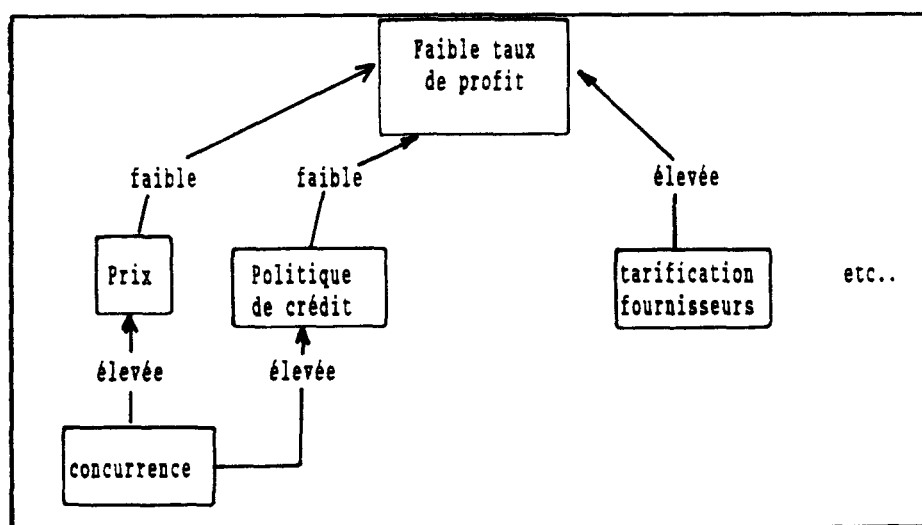 Faible taux
de profit
faible
faible
élevée
Prix
Politique
de crédit
tarification
fournisseurs
etc..
élevée
élevée
concurrence